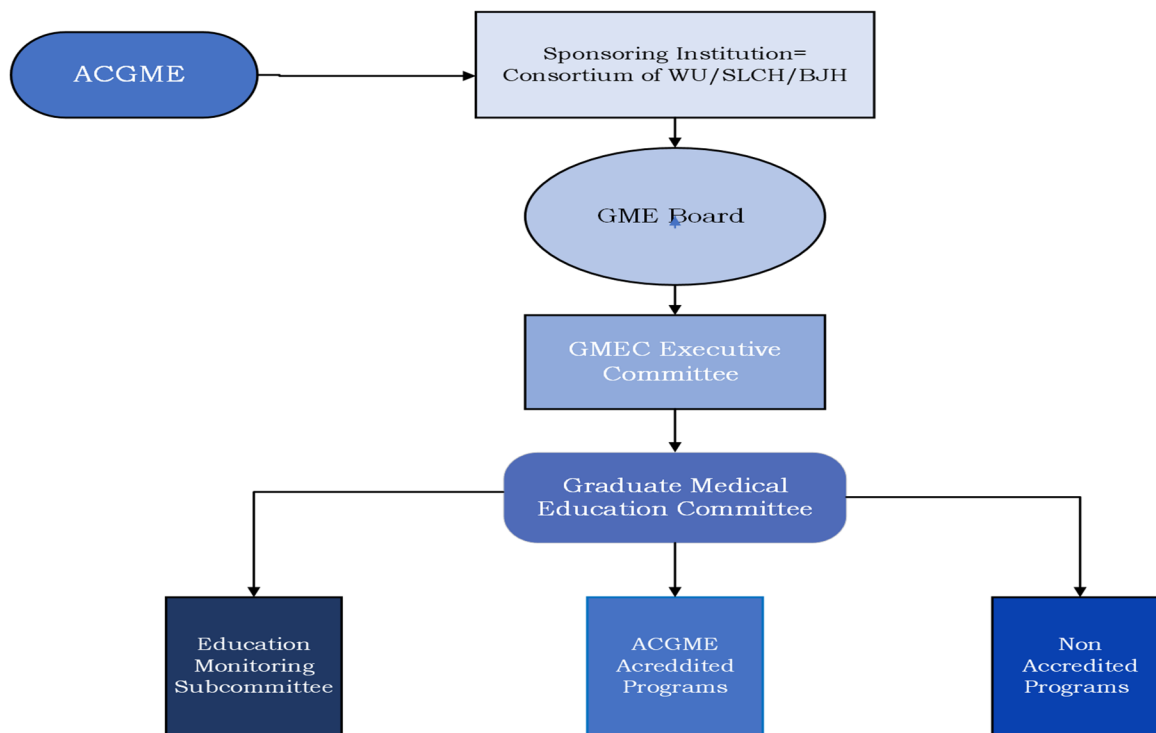 ACGME
Sponsoring Institution=
Consortium of WU/SLCH/BJH
GME Board
GMEC Executive
Committee
Graduate Medical
Education Committee
Education
Monitoring
Subcommittee
ACGME
Acreddited
Programs
Non
Accredited
Programs